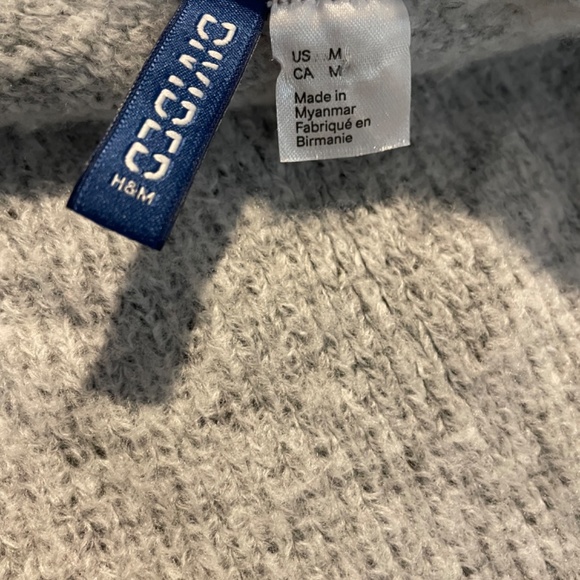 DIVIDED
H&M
US M
CA M
Made in
Myanmar
Fabriqué en
Birmanie